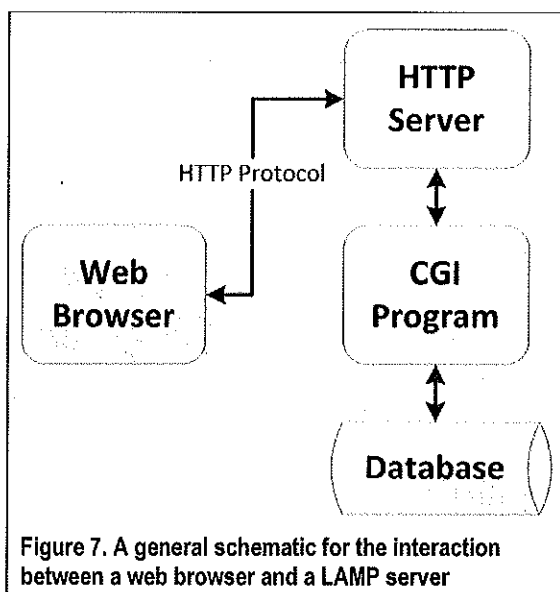 HTTP
Server
HTTP Protocol
Web
Browser
CGI
Program
Database
Figure 7. A general schematic for the interaction
between a web browser and a LAMP server